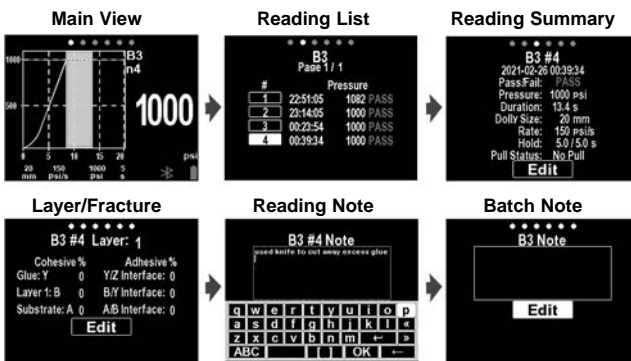 Main View
Reading List
Reading Summary
1000
500
0 5 10 15 20
B3
n4
1000
psi
20 150 1000 5
mm psi/s psi s
B3
Page 1 / 1
# Pressure
1 22:51:05 1082 PASS
2 23:14:05 1000 PASS
3 00:23:54 1000 PASS
4 00:39:34 1000 PASS
B3 #4
2021-02-26 00:39:34
Pass/Fail: PASS
Pressure: 1000 psi
Duration: 13.4 s
Dolly Size: 20 mm
Rate: 150 psi/s
Hold: 5.0 / 5.0 s
Pull Status: No Pull
Edit
Layer/Fracture
Reading Note
Batch Note
B3 #4 Layer: 1
Cohesive % Adhesive %
Glue: Y 0 Y/Z Interface: 0
Layer 1: B 0 B/Y Interface: 0
Substrate: A 0 A/B Interface: 0
Edit
B3 #4 Note
used knife to cut away excess glue
q w e r t y u i o p
a s d f g h j k l «
z x c v b n m ↵ »
ABC [ ] OK ←
B3 Note
Edit